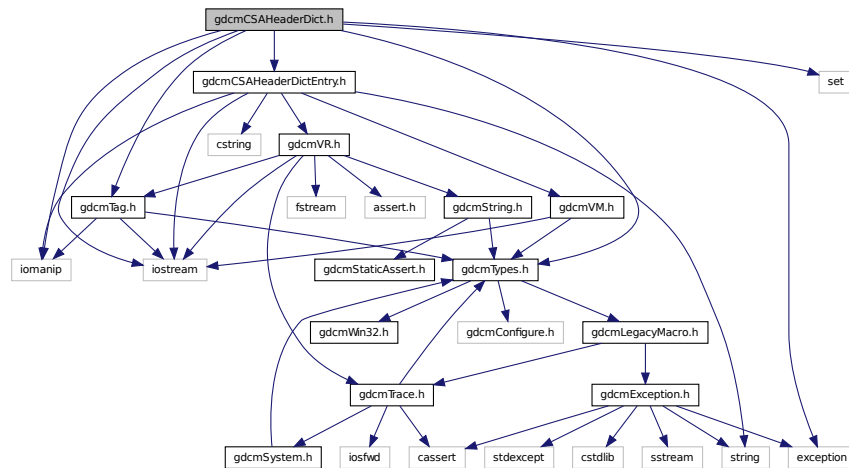 gdcmCSAHeaderDict.h
gdcmCSAHeaderDictEntry.h
set
cstring
gdcmVR.h
gdcmTag.h
fstream
assert.h
gdcmString.h
gdcmVM.h
iomanip
iostream
gdcmStaticAssert.h
gdcmTypes.h
gdcmWin32.h
gdcmConfigure.h
gdcmLegacyMacro.h
gdcmTrace.h
gdcmException.h
gdcmSystem.h
iosfwd
cassert
stdexcept
cstdlib
sstream
string
exception